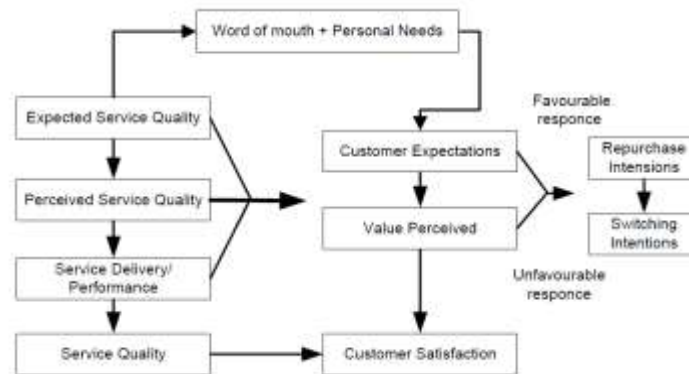 Word of mouth + Personal Needs
Expected Service Quality
Perceived Service Quality
Service Delivery/
Performance
Service Quality
Customer Expectations
Value Perceived
Customer Satisfaction
Favourable
responce
Repurchase
Intensions
Switching
Intentions
Unfavourable
responce